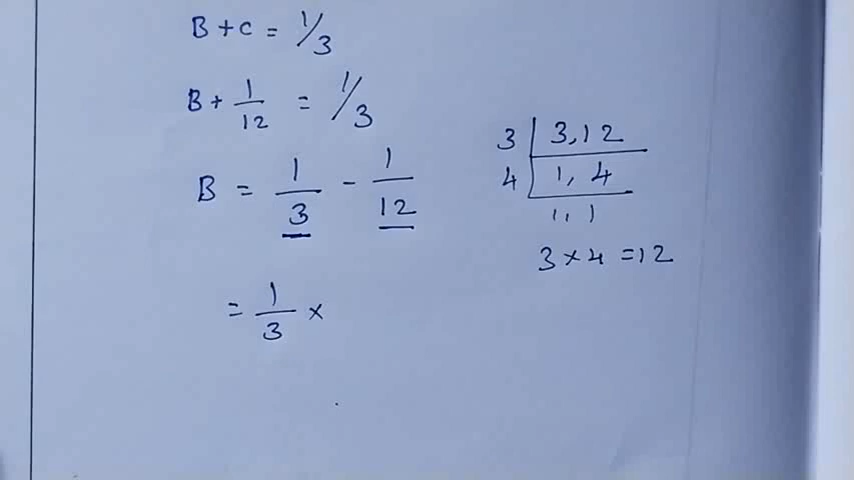 B + C = 1/3
B + 1/12 = 1/3
B = 1/3 - 1/12
= 1/3 ×
3 | 3, 12
4 | 1, 4
1, 1
3 × 4 = 12